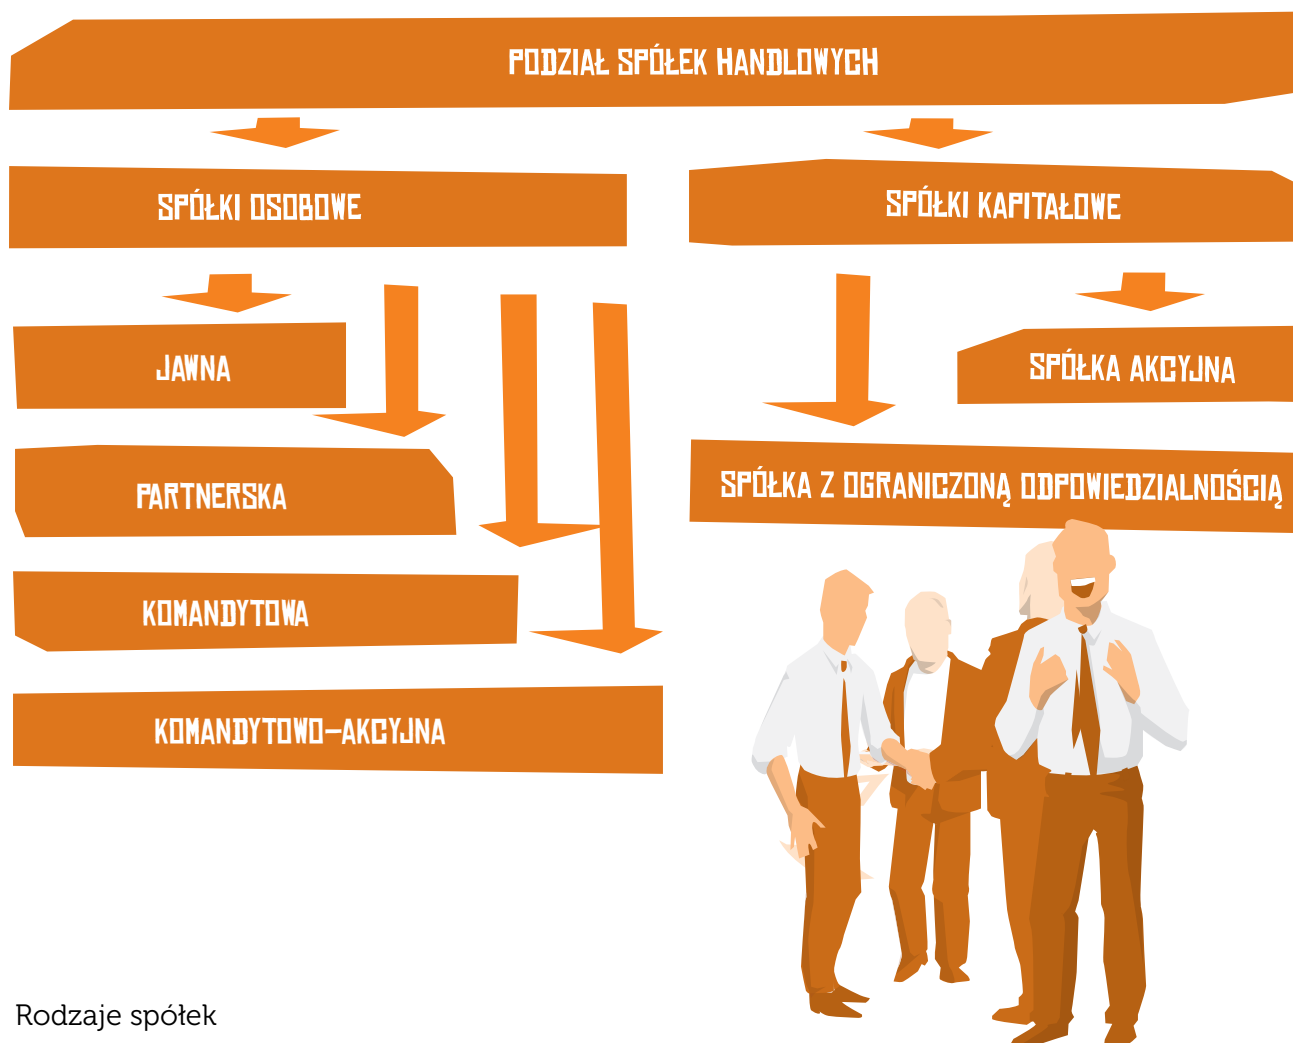 PODZIAŁ SPÓŁEK HANDLOWYCH
SPÓŁKI OSOBOWE
SPÓŁKI KAPITAŁOWE
JAWNA
SPÓŁKA AKCYJNA
PARTNERSKA
SPÓŁKA Z OGRANICZONĄ ODPOWIEDZIALNOŚCIĄ
KOMANDYTOWA
KOMANDYTOWO-AKCYJNA
Rodzaje spółek